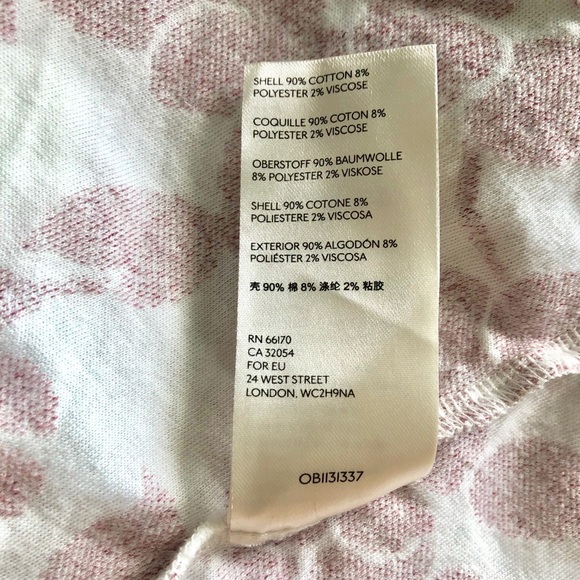 SHELL 90% COTTON 8%
POLYESTER 2% VISCOSE
COQUILLE 90% COTON 8%
POLYESTER 2% VISCOSE
OBERSTOFF 90% BAUMWOLLE
8% POLYESTER 2% VISKOSE
SHELL 90% COTONE 8%
POLIESTERE 2% VISCOSA
EXTERIOR 90% ALGODÓN 8%
POLIÉSTER 2% VISCOSA
壳 90% 棉 8% 涤纶 2% 粘胶
RN 66170
CA 32054
FOR EU
24 WEST STREET
LONDON, WC2H9NA
OB1131337